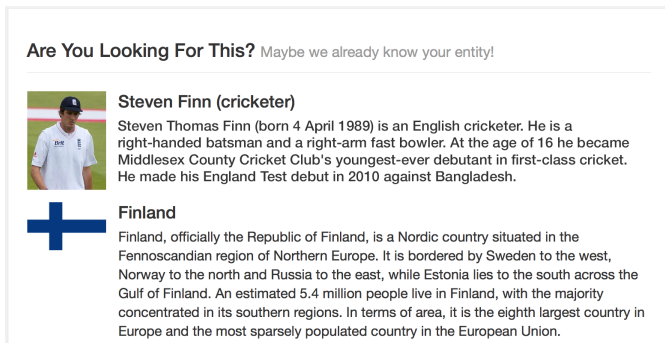 Are You Looking For This? Maybe we already know your entity!
Steven Finn (cricketer)
Steven Thomas Finn (born 4 April 1989) is an English cricketer. He is a
right-handed batsman and a right-arm fast bowler. At the age of 16 he became
Middlesex County Cricket Club's youngest-ever debutant in first-class cricket.
He made his England Test debut in 2010 against Bangladesh.
Finland
Finland, officially the Republic of Finland, is a Nordic country situated in the
Fennoscandian region of Northern Europe. It is bordered by Sweden to the west,
Norway to the north and Russia to the east, while Estonia lies to the south across the
Gulf of Finland. An estimated 5.4 million people live in Finland, with the majority
concentrated in its southern regions. In terms of area, it is the eighth largest country in
Europe and the most sparsely populated country in the European Union.